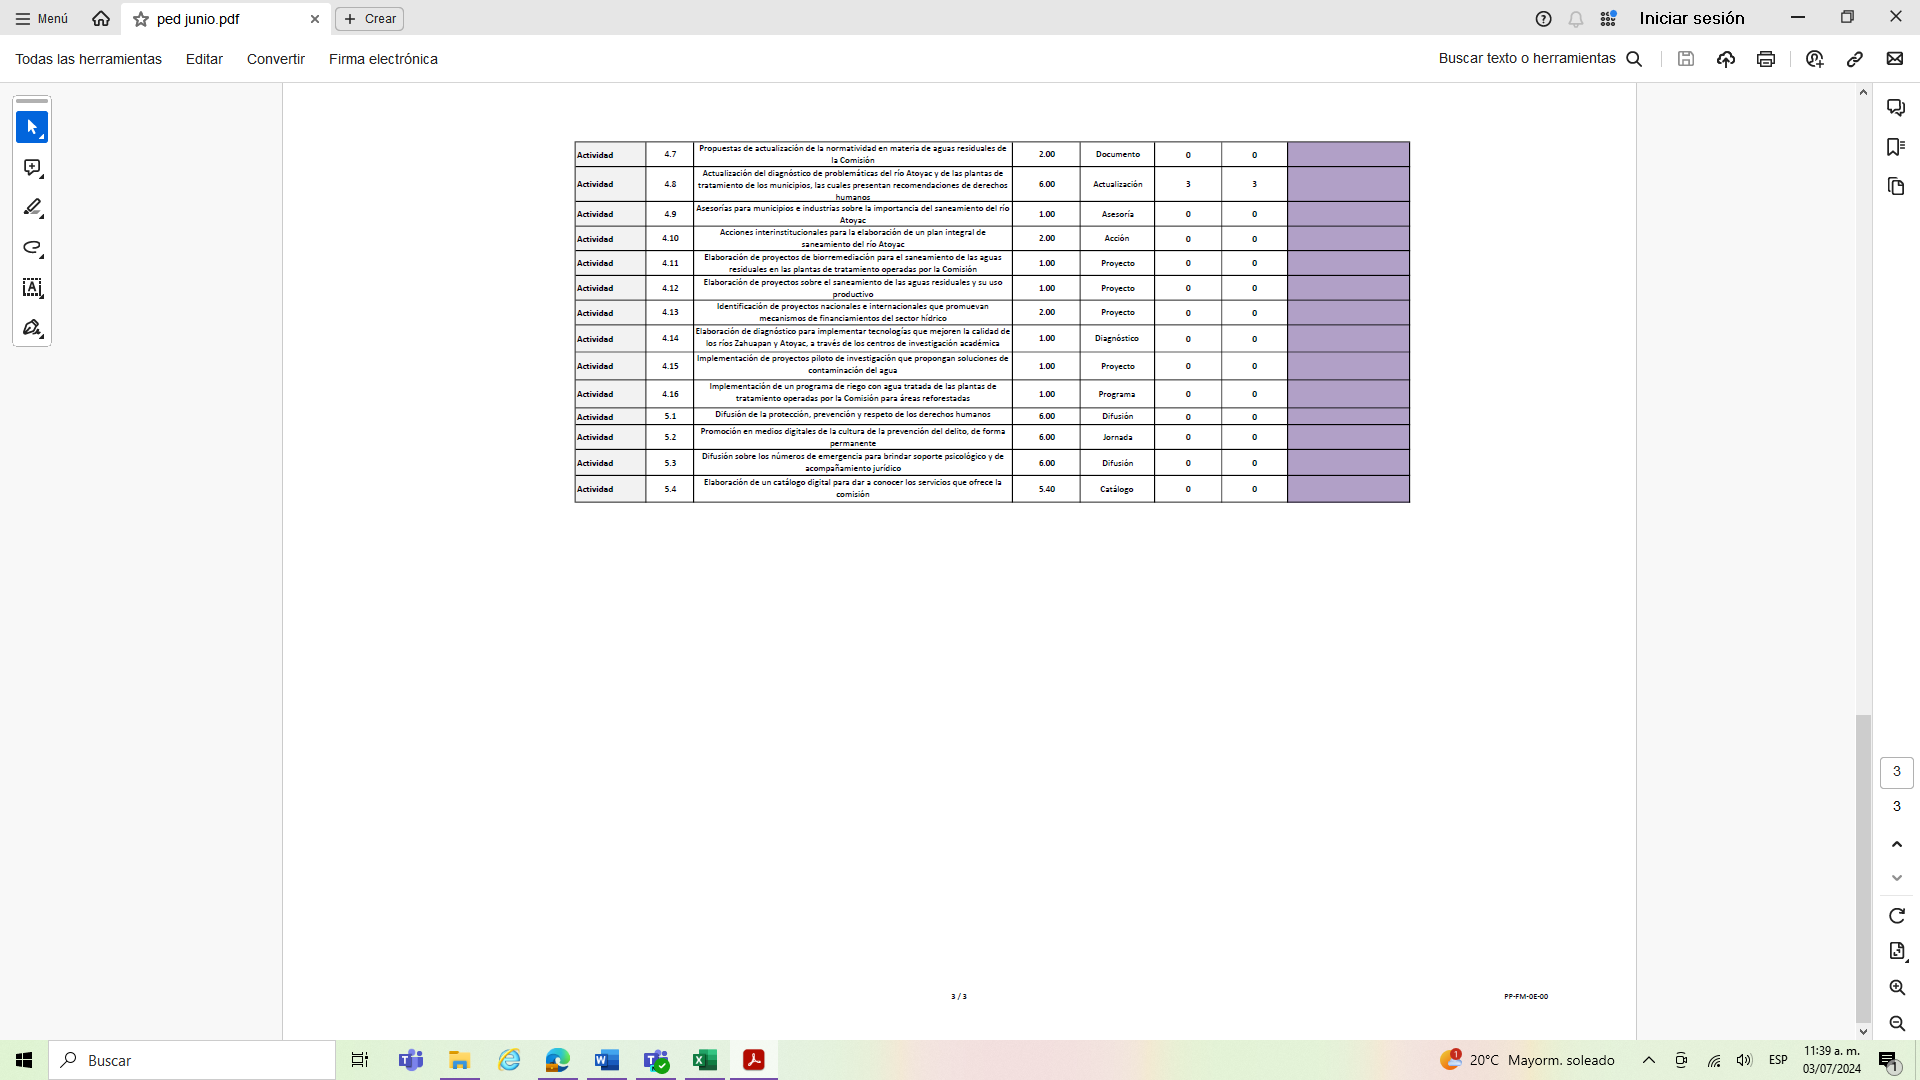 Menú
ped junio.pdf
Crear
Iniciar sesión
Todas las herramientas
Editar
Convertir
Firma electrónica
Buscar texto o herramientas
Actividad 4.7 Propuestas de actualización de la normatividad en materia de aguas residuales de 2.00 Documento 0 0
la Comisión
Actividad 4.8 Actualización del diagnóstico de problemáticas del río Atoyac y de las plantas de 6.00 Actualización 3 3
tratamiento de los municipios, las cuales presentan recomendaciones de derechos
humanos
Actividad 4.9 Asesorías para municipios e industrias sobre la importancia del saneamiento del río 1.00 Asesoría 0 0
Atoyac
Actividad 4.10 Acciones interinstitucionales para la elaboración de un plan integral de 2.00 Acción 0 0
saneamiento del río Atoyac
Actividad 4.11 Elaboración de proyectos de biorremediación para el saneamiento de las aguas 1.00 Proyecto 0 0
residuales en las plantas de tratamiento operadas por la Comisión
Actividad 4.12 Elaboración de proyectos sobre el saneamiento de las aguas residuales y su uso 1.00 Proyecto 0 0
productivo
Actividad 4.13 Identificación de proyectos nacionales e internacionales que promuevan 2.00 Proyecto 0 0
mecanismos de financiamientos del sector hídrico
Actividad 4.14 Elaboración de diagnóstico para implementar tecnologías que mejoren la calidad de 1.00 Diagnóstico 0 0
los ríos Zahuapan y Atoyac, a través de los centros de investigación académica
Actividad 4.15 Implementación de proyectos piloto de investigación que propongan soluciones de 1.00 Proyecto 0 0
contaminación del agua
Actividad 4.16 Implementación de un programa de riego con agua tratada de las plantas de 1.00 Programa 0 0
tratamiento operadas por la Comisión para áreas reforestadas
Actividad 5.1 Difusión de la protección, prevención y respeto de los derechos humanos 6.00 Difusión 0 0
Actividad 5.2 Promoción en medios digitales de la cultura de la prevención del delito, de forma 6.00 Jornada 0 0
permanente
Actividad 5.3 Difusión sobre los números de emergencia para brindar soporte psicológico y de 6.00 Difusión 0 0
acompañamiento jurídico
Actividad 5.4 Elaboración de un catálogo digital para dar a conocer los servicios que ofrece la 5.40 Catálogo 0 0
comisión
3 / 3
PP-FM-0E-00
3
3
Buscar
1
20°C Mayorm. soleado
ESP
11:39 a. m.
03/07/2024
1